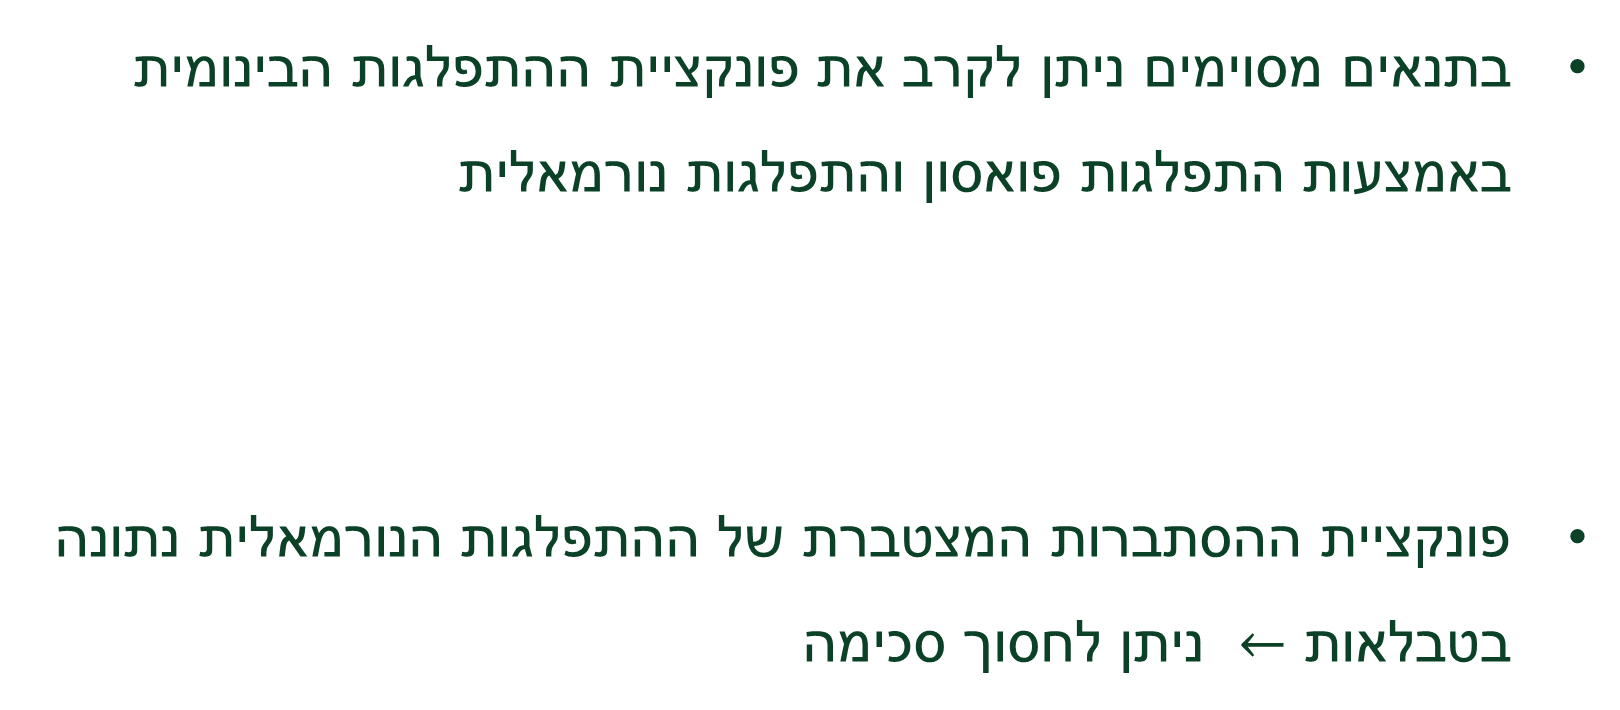 • בתנאים מסוימים ניתן לקרב את פונקציית ההתפלגות הבינומית
באמצעות התפלגות פואסון והתפלגות נורמאלית
• פונקציית ההסתברות המצטברת של ההתפלגות הנורמאלית נתונה
בטבלאות ← ניתן לחסוך סכימה